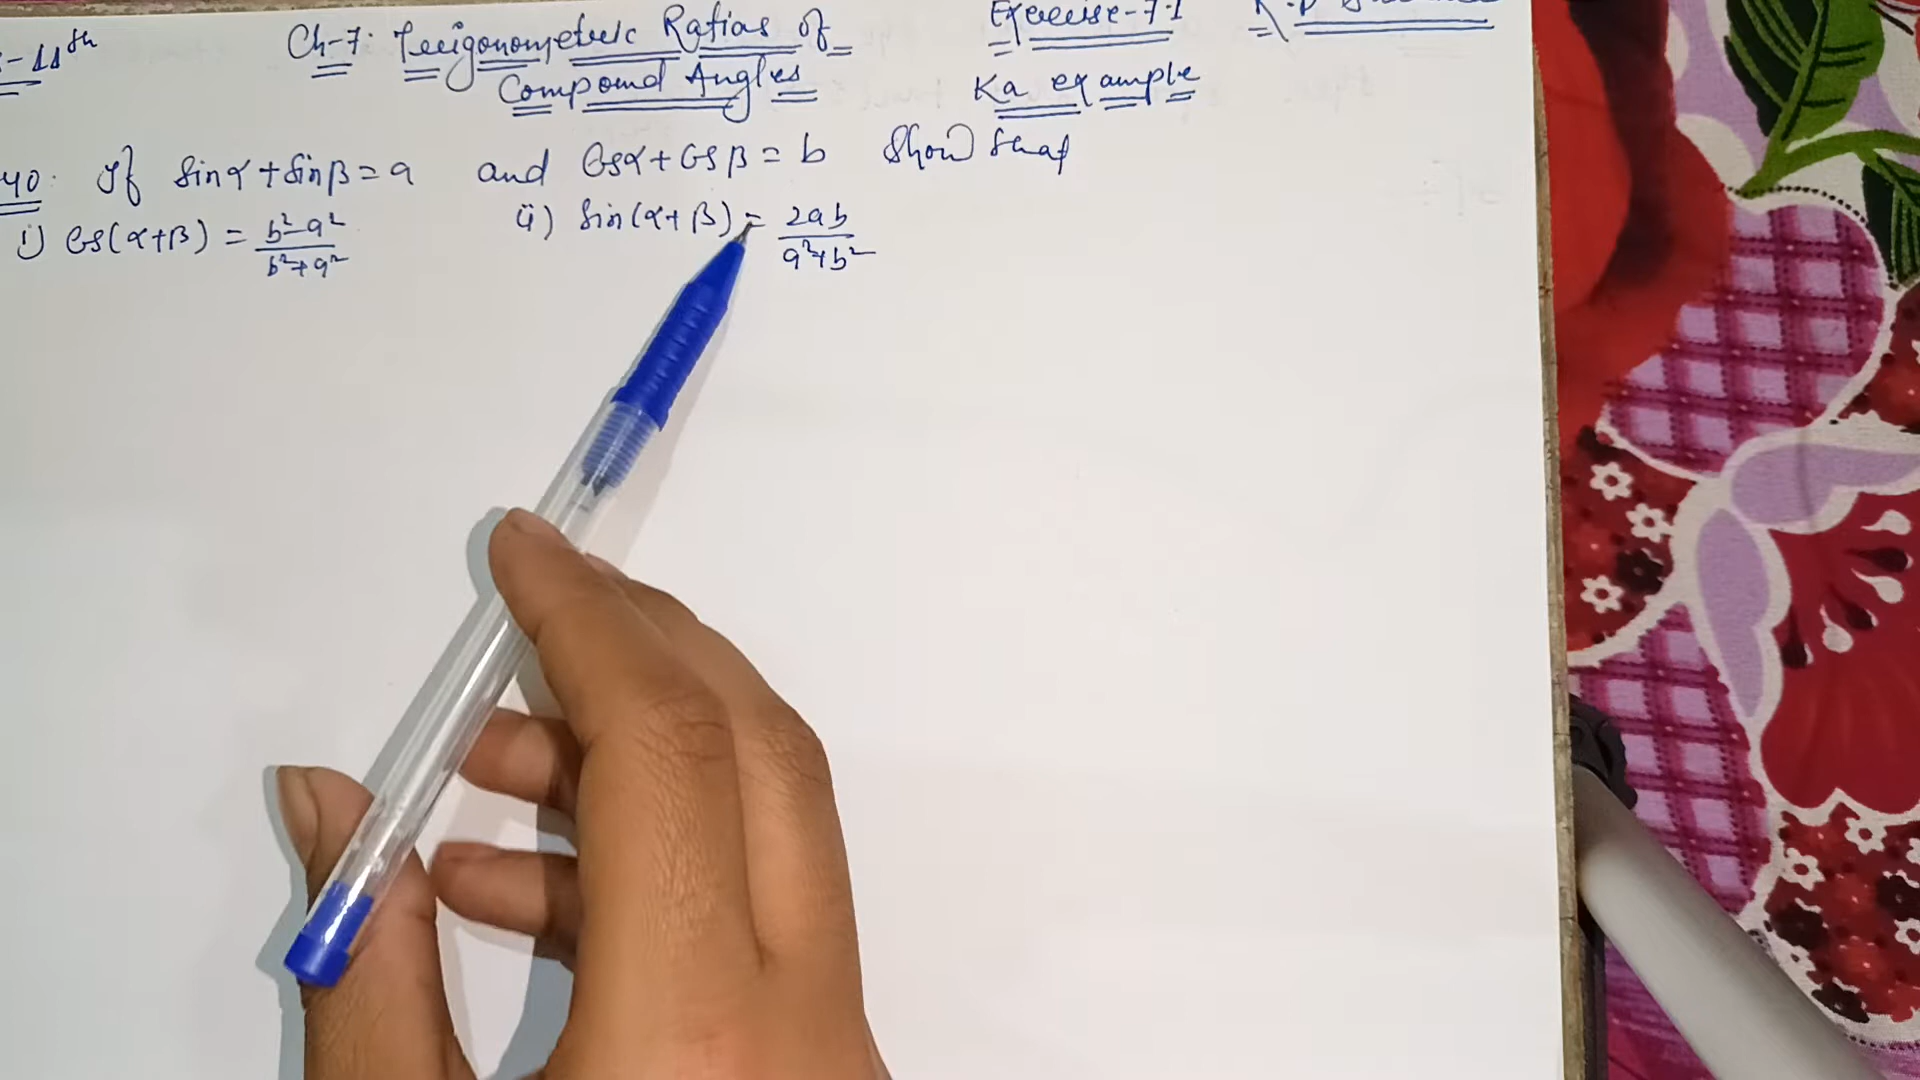 11th Ch-7: Trigonometric Ratios of Exercise-7.1
Compound Angles Ka example
40: If Sinα + Sinβ = a and Cosα + Cosβ = b Show that
i) Cos(α+β) = b²-a² / b²+a² ii) Sin(α+β) = 2ab / a²+b²